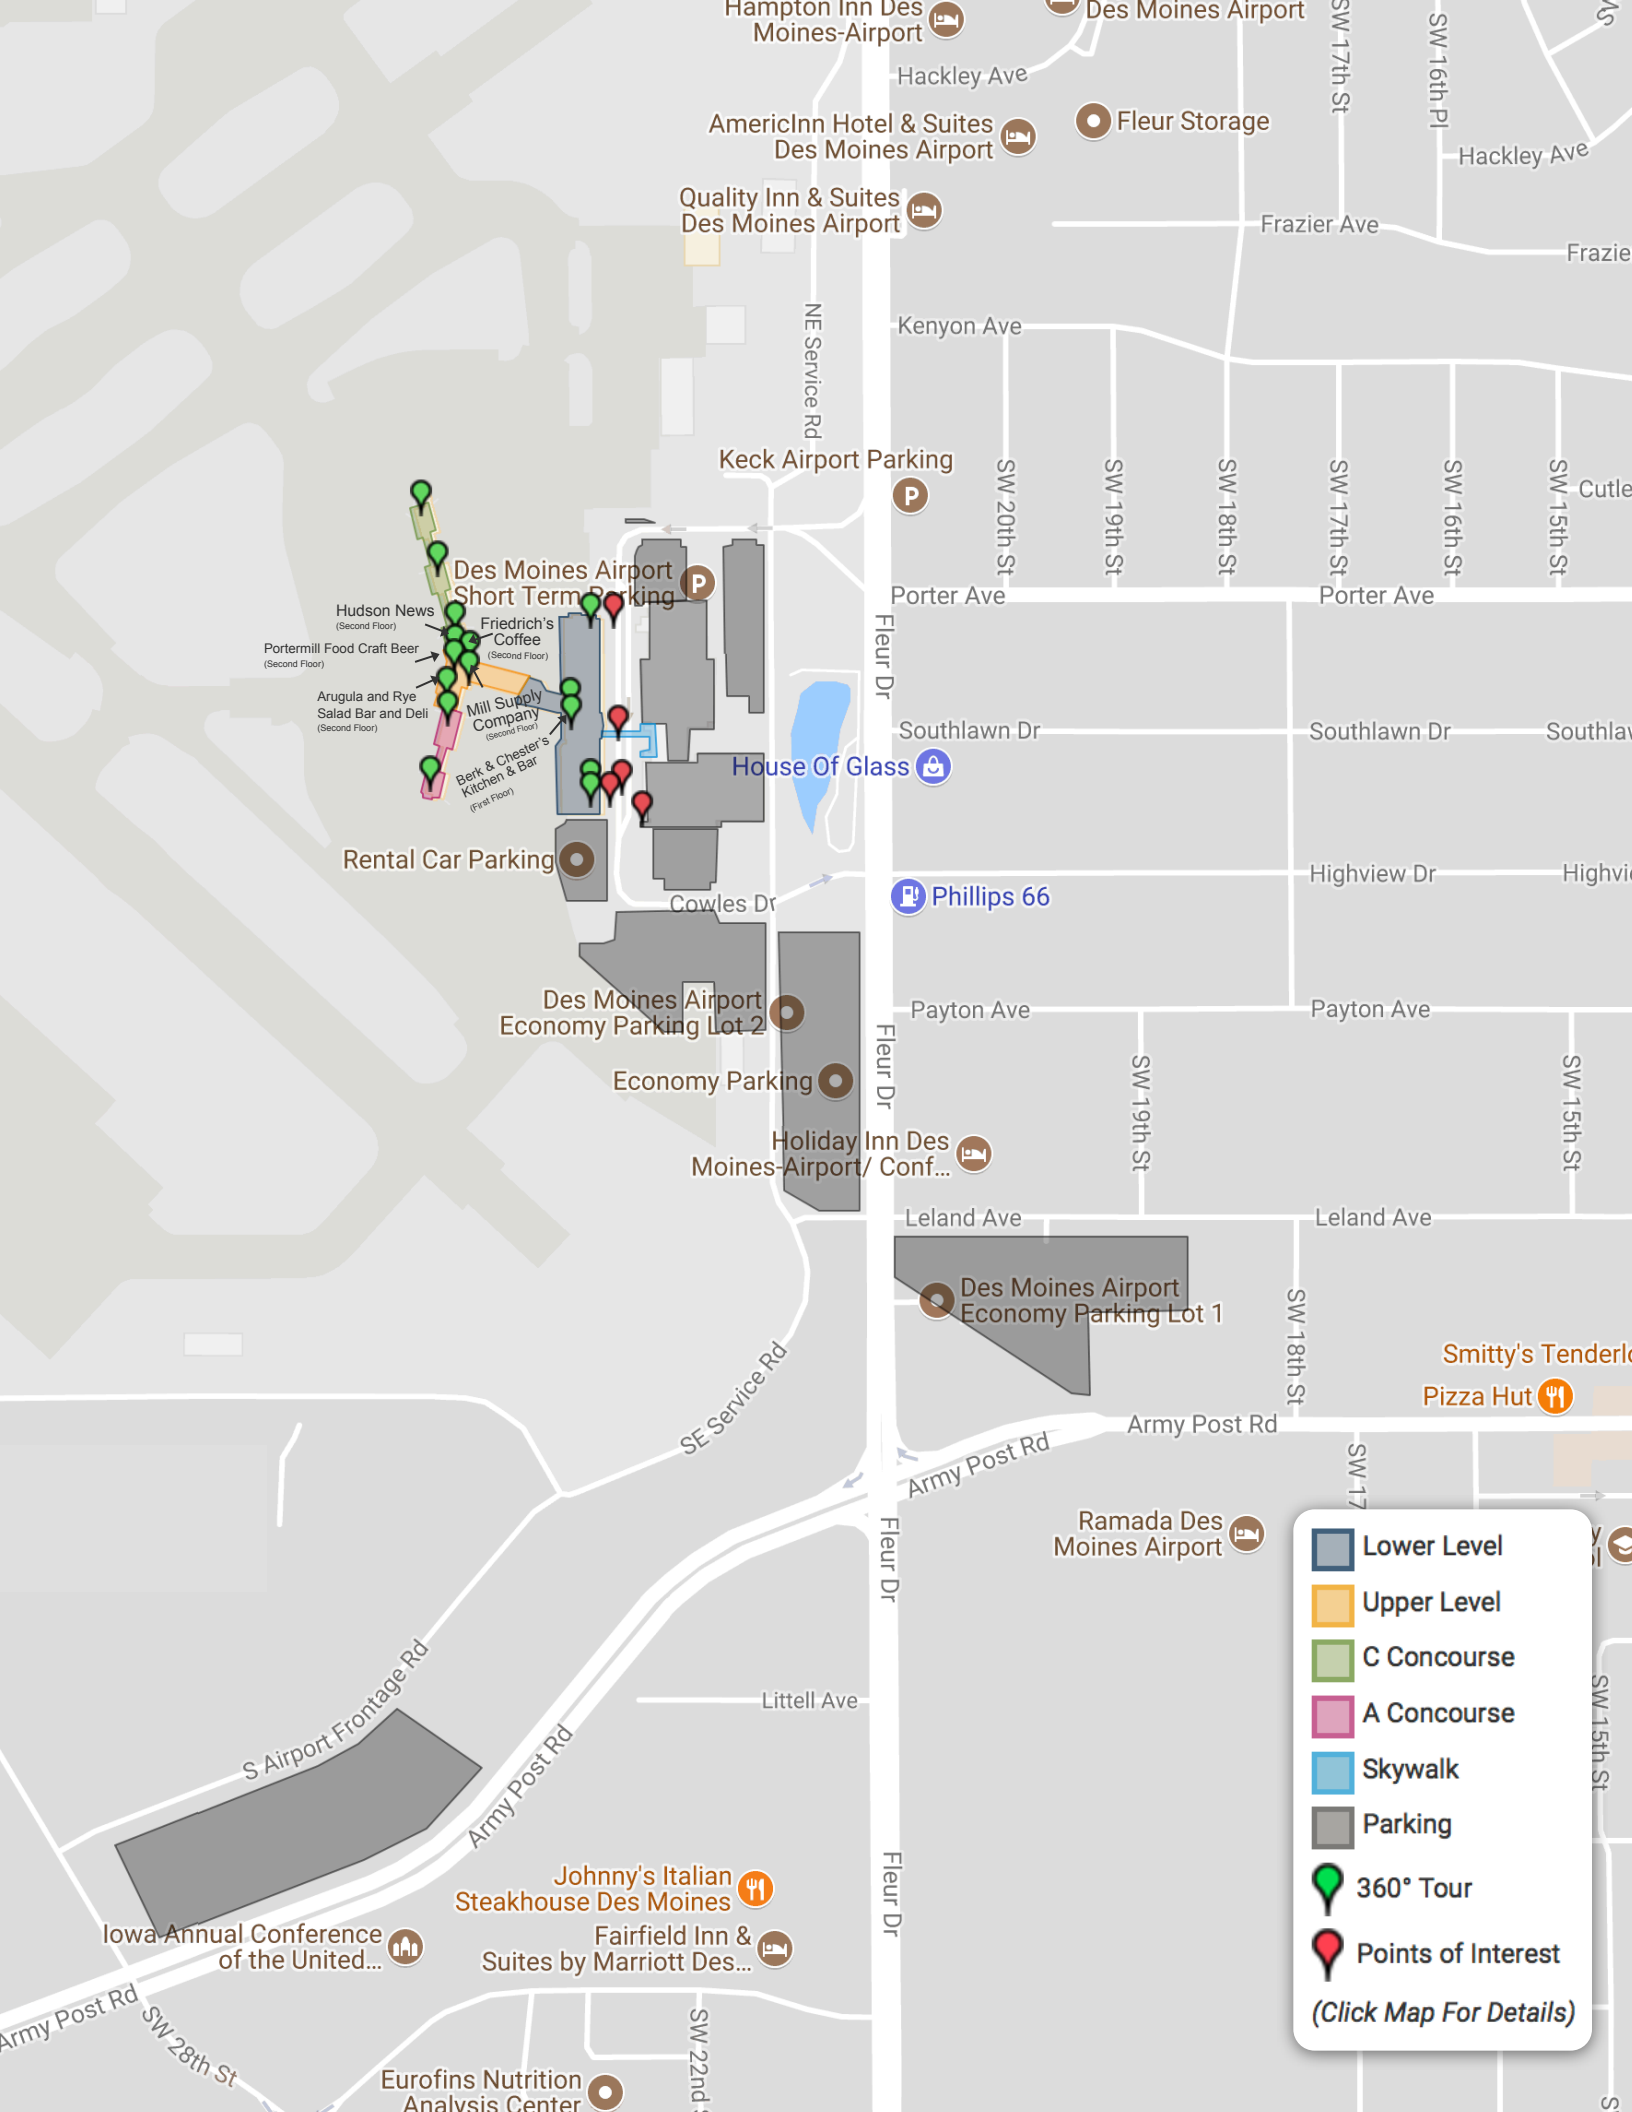 Hampton Inn Des
Moines-Airport
Des Moines Airport
SW 17th St
SW 16th Pl
Hackley Ave
AmericInn Hotel & Suites
Des Moines Airport
Fleur Storage
Hackley Ave
Quality Inn & Suites
Des Moines Airport
Frazier Ave
Frazie
NE Service Rd
Kenyon Ave
Keck Airport Parking
P
SW 20th St
SW 19th St
SW 18th St
SW 17th St
SW 16th St
SW 15th St
Cutle
Des Moines Airport
Short Term Parking
P
Porter Ave
Porter Ave
Hudson News
(Second Floor)
Friedrich's
Coffee
(Second Floor)
Portermill Food Craft Beer
(Second Floor)
Arugula and Rye
Salad Bar and Deli
(Second Floor)
Mill Supply
Company
(Second Floor)
Berk & Chester's
Kitchen & Bar
(First Floor)
Fleur Dr
Southlawn Dr
Southlawn Dr
Southlaw
House Of Glass
Rental Car Parking
Highview Dr
Highvi
Cowles Dr
Phillips 66
Des Moines Airport
Economy Parking Lot 2
Payton Ave
Payton Ave
Economy Parking
Fleur Dr
SW 19th St
SW 15th St
Holiday Inn Des
Moines-Airport/ Conf...
Leland Ave
Leland Ave
Des Moines Airport
Economy Parking Lot 1
SW 18th St
SE Service Rd
Smitty's Tenderlo
Pizza Hut
Army Post Rd
Army Post Rd
SW 17
Ramada Des
Moines Airport
Fleur Dr
Lower Level
Upper Level
C Concourse
A Concourse
Skywalk
Parking
360° Tour
Points of Interest
(Click Map For Details)
SW 15th St
S Airport Frontage Rd
Littell Ave
Army Post Rd
Johnny's Italian
Steakhouse Des Moines
Fleur Dr
Iowa Annual Conference
of the United...
Fairfield Inn &
Suites by Marriott Des...
Army Post Rd
SW 28th St
SW 22nd
Eurofins Nutrition
Analysis Center